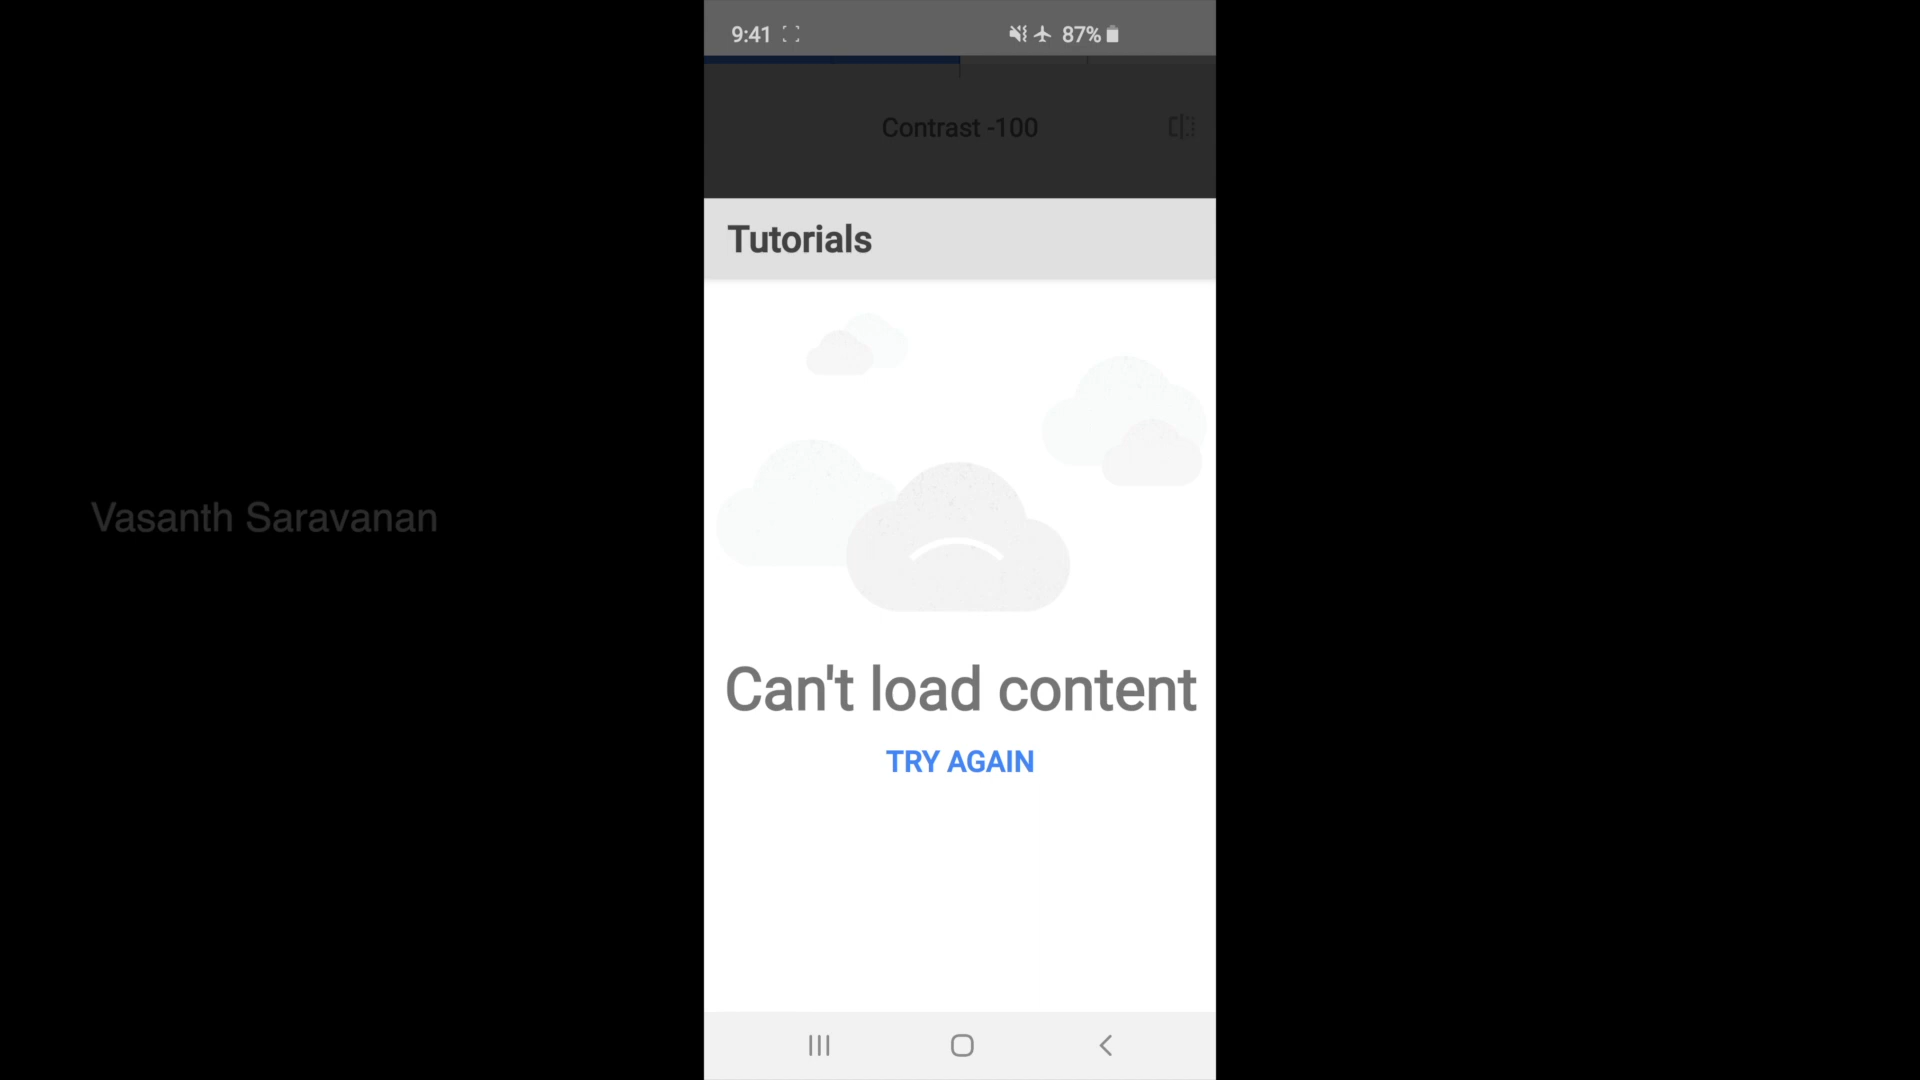 9:41
87%
Contrast -100
Tutorials
Vasanth Saravanan
Can't load content
TRY AGAIN